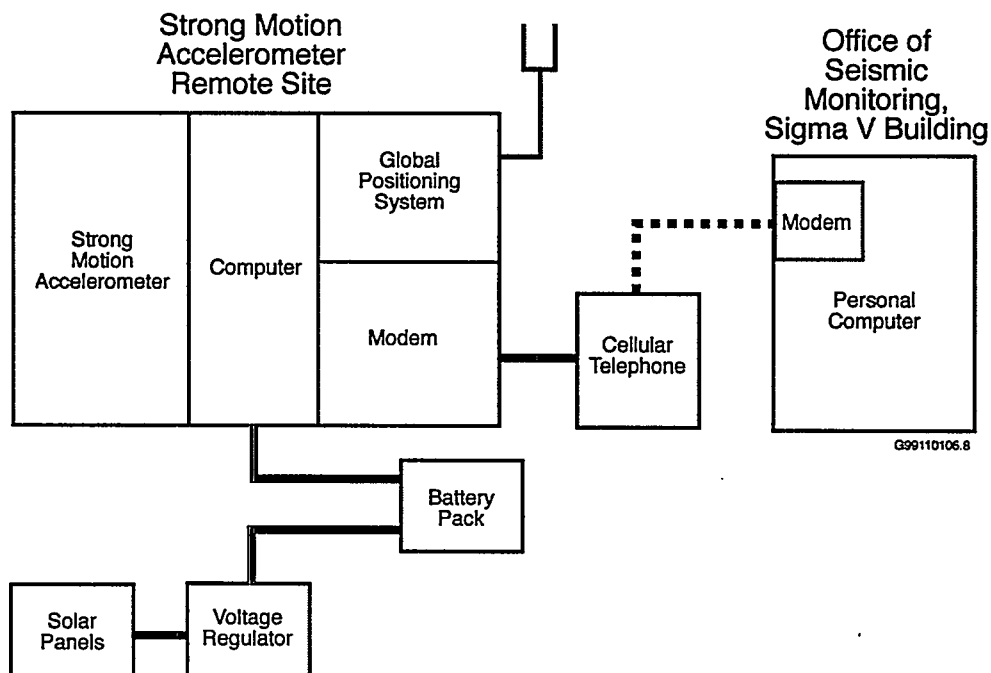 Strong Motion
Accelerometer
Remote Site
Office of
Seismic
Monitoring,
Sigma V Building
Strong
Motion
Accelerometer
Computer
Global
Positioning
System
Modem
Cellular
Telephone
Modem
Personal
Computer
G99110106.8
Battery
Pack
Solar
Panels
Voltage
Regulator